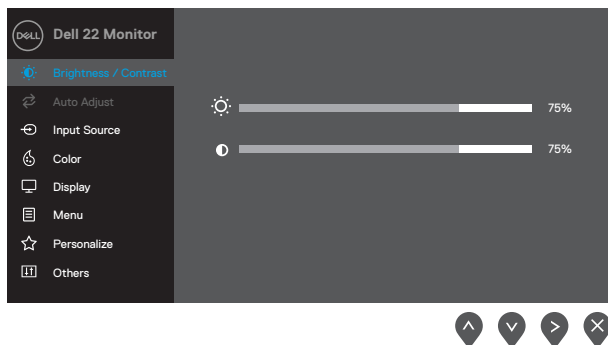 DELL Dell 22 Monitor
Brightness / Contrast
Auto Adjust
Input Source
Color
Display
Menu
Personalize
Others
75%
75%